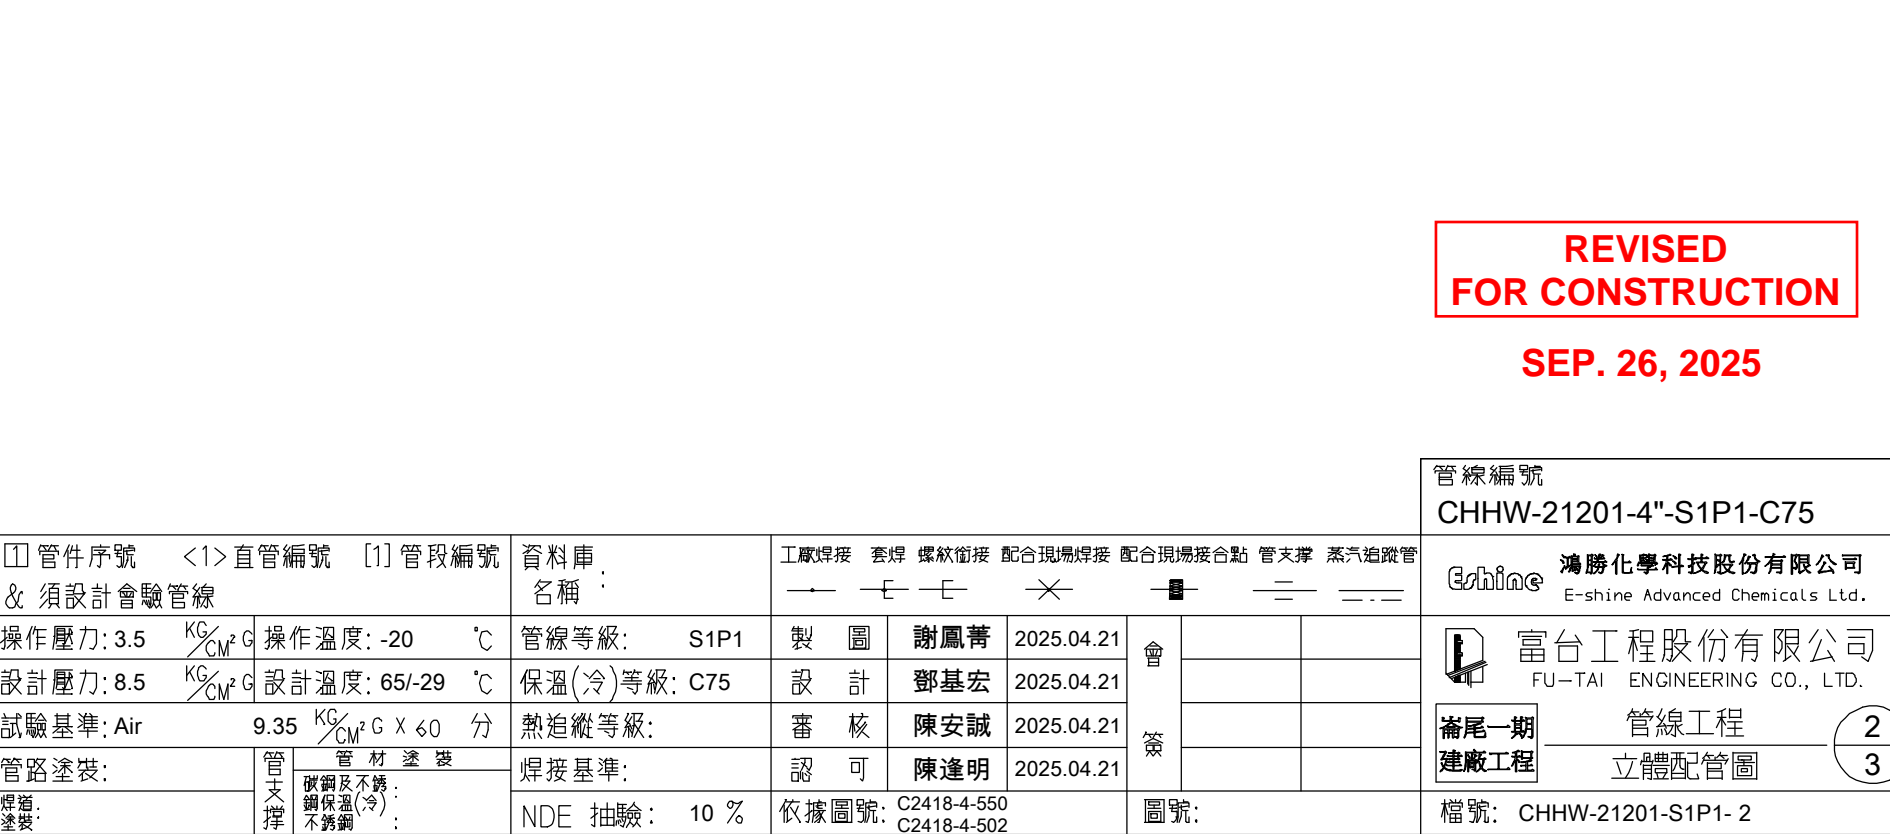 REVISED
FOR CONSTRUCTION
SEP. 26, 2025
管線編號
CHHW-21201-4"-S1P1-C75
1 管件序號 <1>直管編號 [1]管段編號
& 須設計會驗管線
資料庫
名稱 :
工廠焊接 套焊 螺紋銜接 配合現場焊接 配合現場接合點 管支撐 蒸汽追蹤管
Eshine 鴻勝化學科技股份有限公司
E-shine Advanced Chemicals Ltd.
操作壓力: 3.5 KG/CM² G 操作溫度: -20 °C 管線等級: S1P1 製圖 謝鳳菁 2025.04.21
設計壓力: 8.5 KG/CM² G 設計溫度: 65/-29 °C 保溫(冷)等級: C75 設計 鄧基宏 2025.04.21
試驗基準: Air 9.35 KG/CM² G X 60 分 熱追縱等級: 審核 陳安誠 2025.04.21
管路塗裝: 管材塗裝 焊接基準: 認可 陳逢明 2025.04.21
會簽
富台工程股份有限公司
FU-TAI ENGINEERING CO., LTD.
崙尾一期
建廠工程
管線工程
立體配管圖
2
3
焊道:
塗裝
管支撐
碳鋼及不銹:
鋼保溫(冷)
不銹鋼 :
NDE 抽驗: 10 %
依據圖號: C2418-4-550
C2418-4-502
圖號:
檔號: CHHW-21201-S1P1- 2